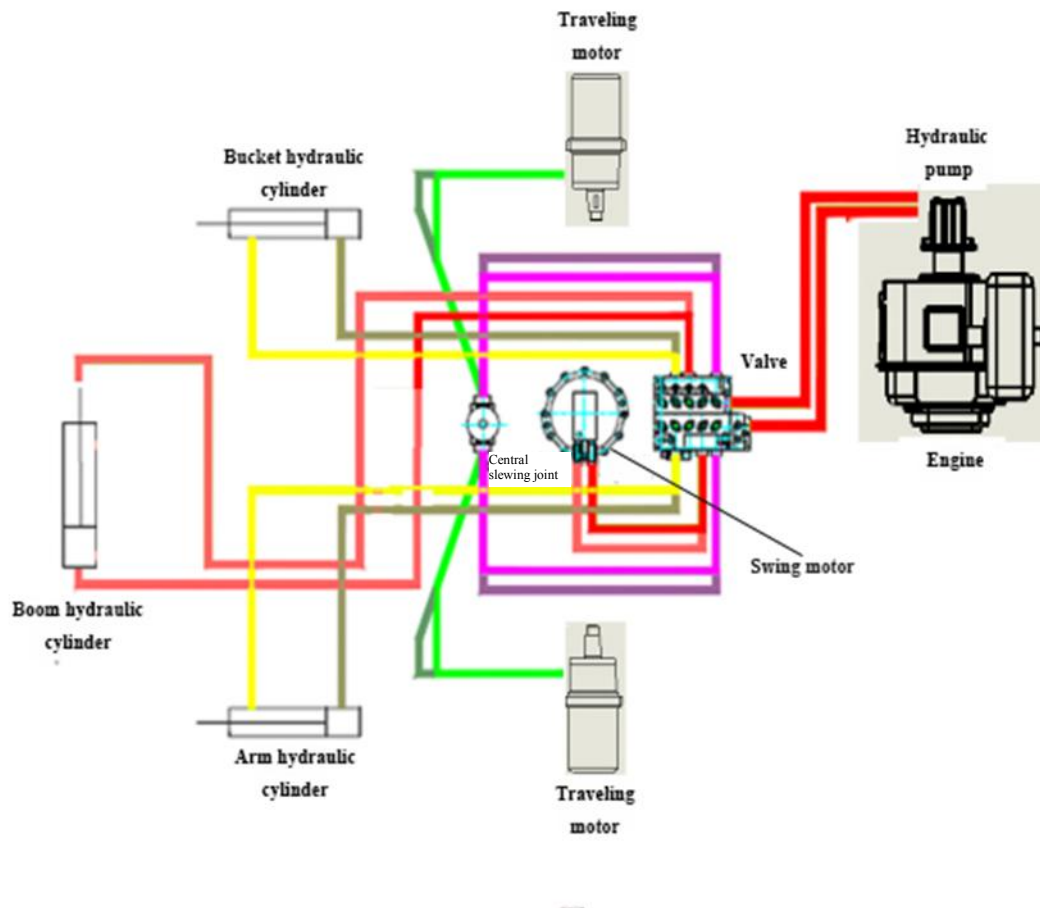 Traveling
motor
Hydraulic
pump
Bucket hydraulic
cylinder
Valve
Engine
Central
slewing joint
Swing motor
Boom hydraulic
cylinder
Arm hydraulic
cylinder
Traveling
motor